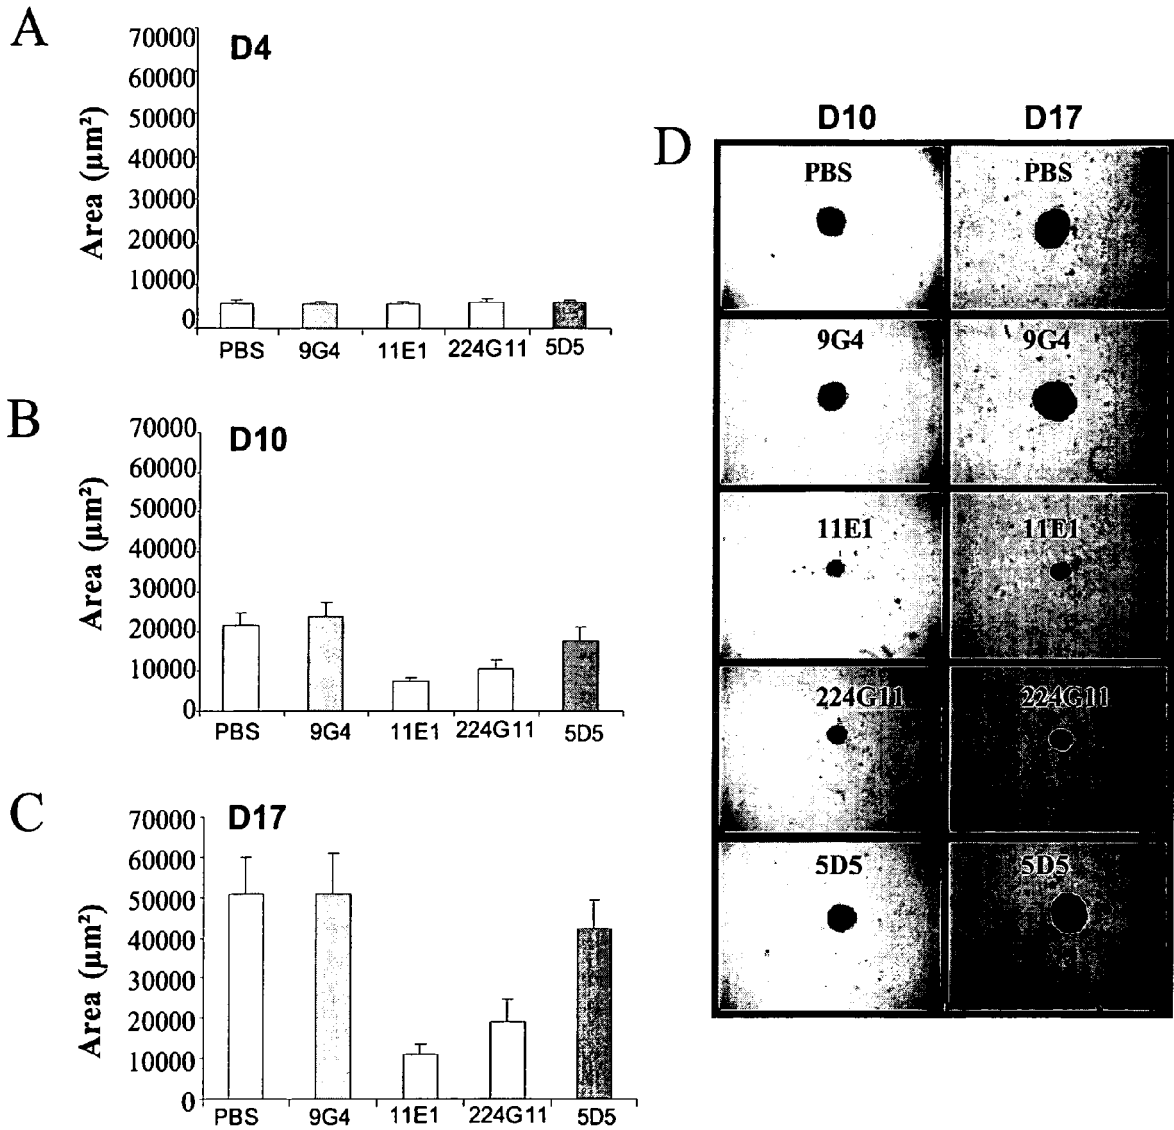 A
D4
Area (µm²)
70000
60000
50000
40000
30000
20000
10000
0
PBS 9G4 11E1 224G11 5D5
B
D10
Area (µm²)
70000
60000
50000
40000
30000
20000
10000
0
PBS 9G4 11E1 224G11 5D5
C
D17
Area (µm²)
70000
60000
50000
40000
30000
20000
10000
0
PBS 9G4 11E1 224G11 5D5
D
D10 D17
PBS PBS
9G4 9G4
11E1 11E1
224G11 224G11
5D5 5D5